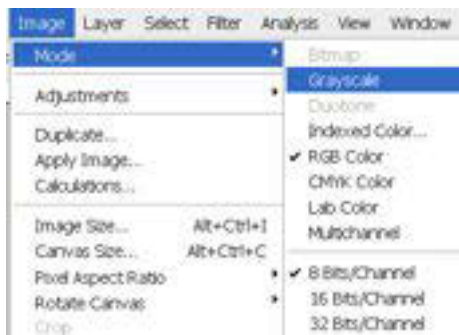 Image Layer Select Filter Analysis View Window
Mode
Adjustments
Duplicate...
Apply Image...
Calculations...
Image Size... Alt+Ctrl+I
Canvas Size... Alt+Ctrl+C
Pixel Aspect Ratio
Rotate Canvas
Crop
Bitmap
Grayscale
Duotone
Indexed Color...
✔ RGB Color
CMYK Color
Lab Color
Multichannel
✔ 8 Bits/Channel
16 Bits/Channel
32 Bits/Channel